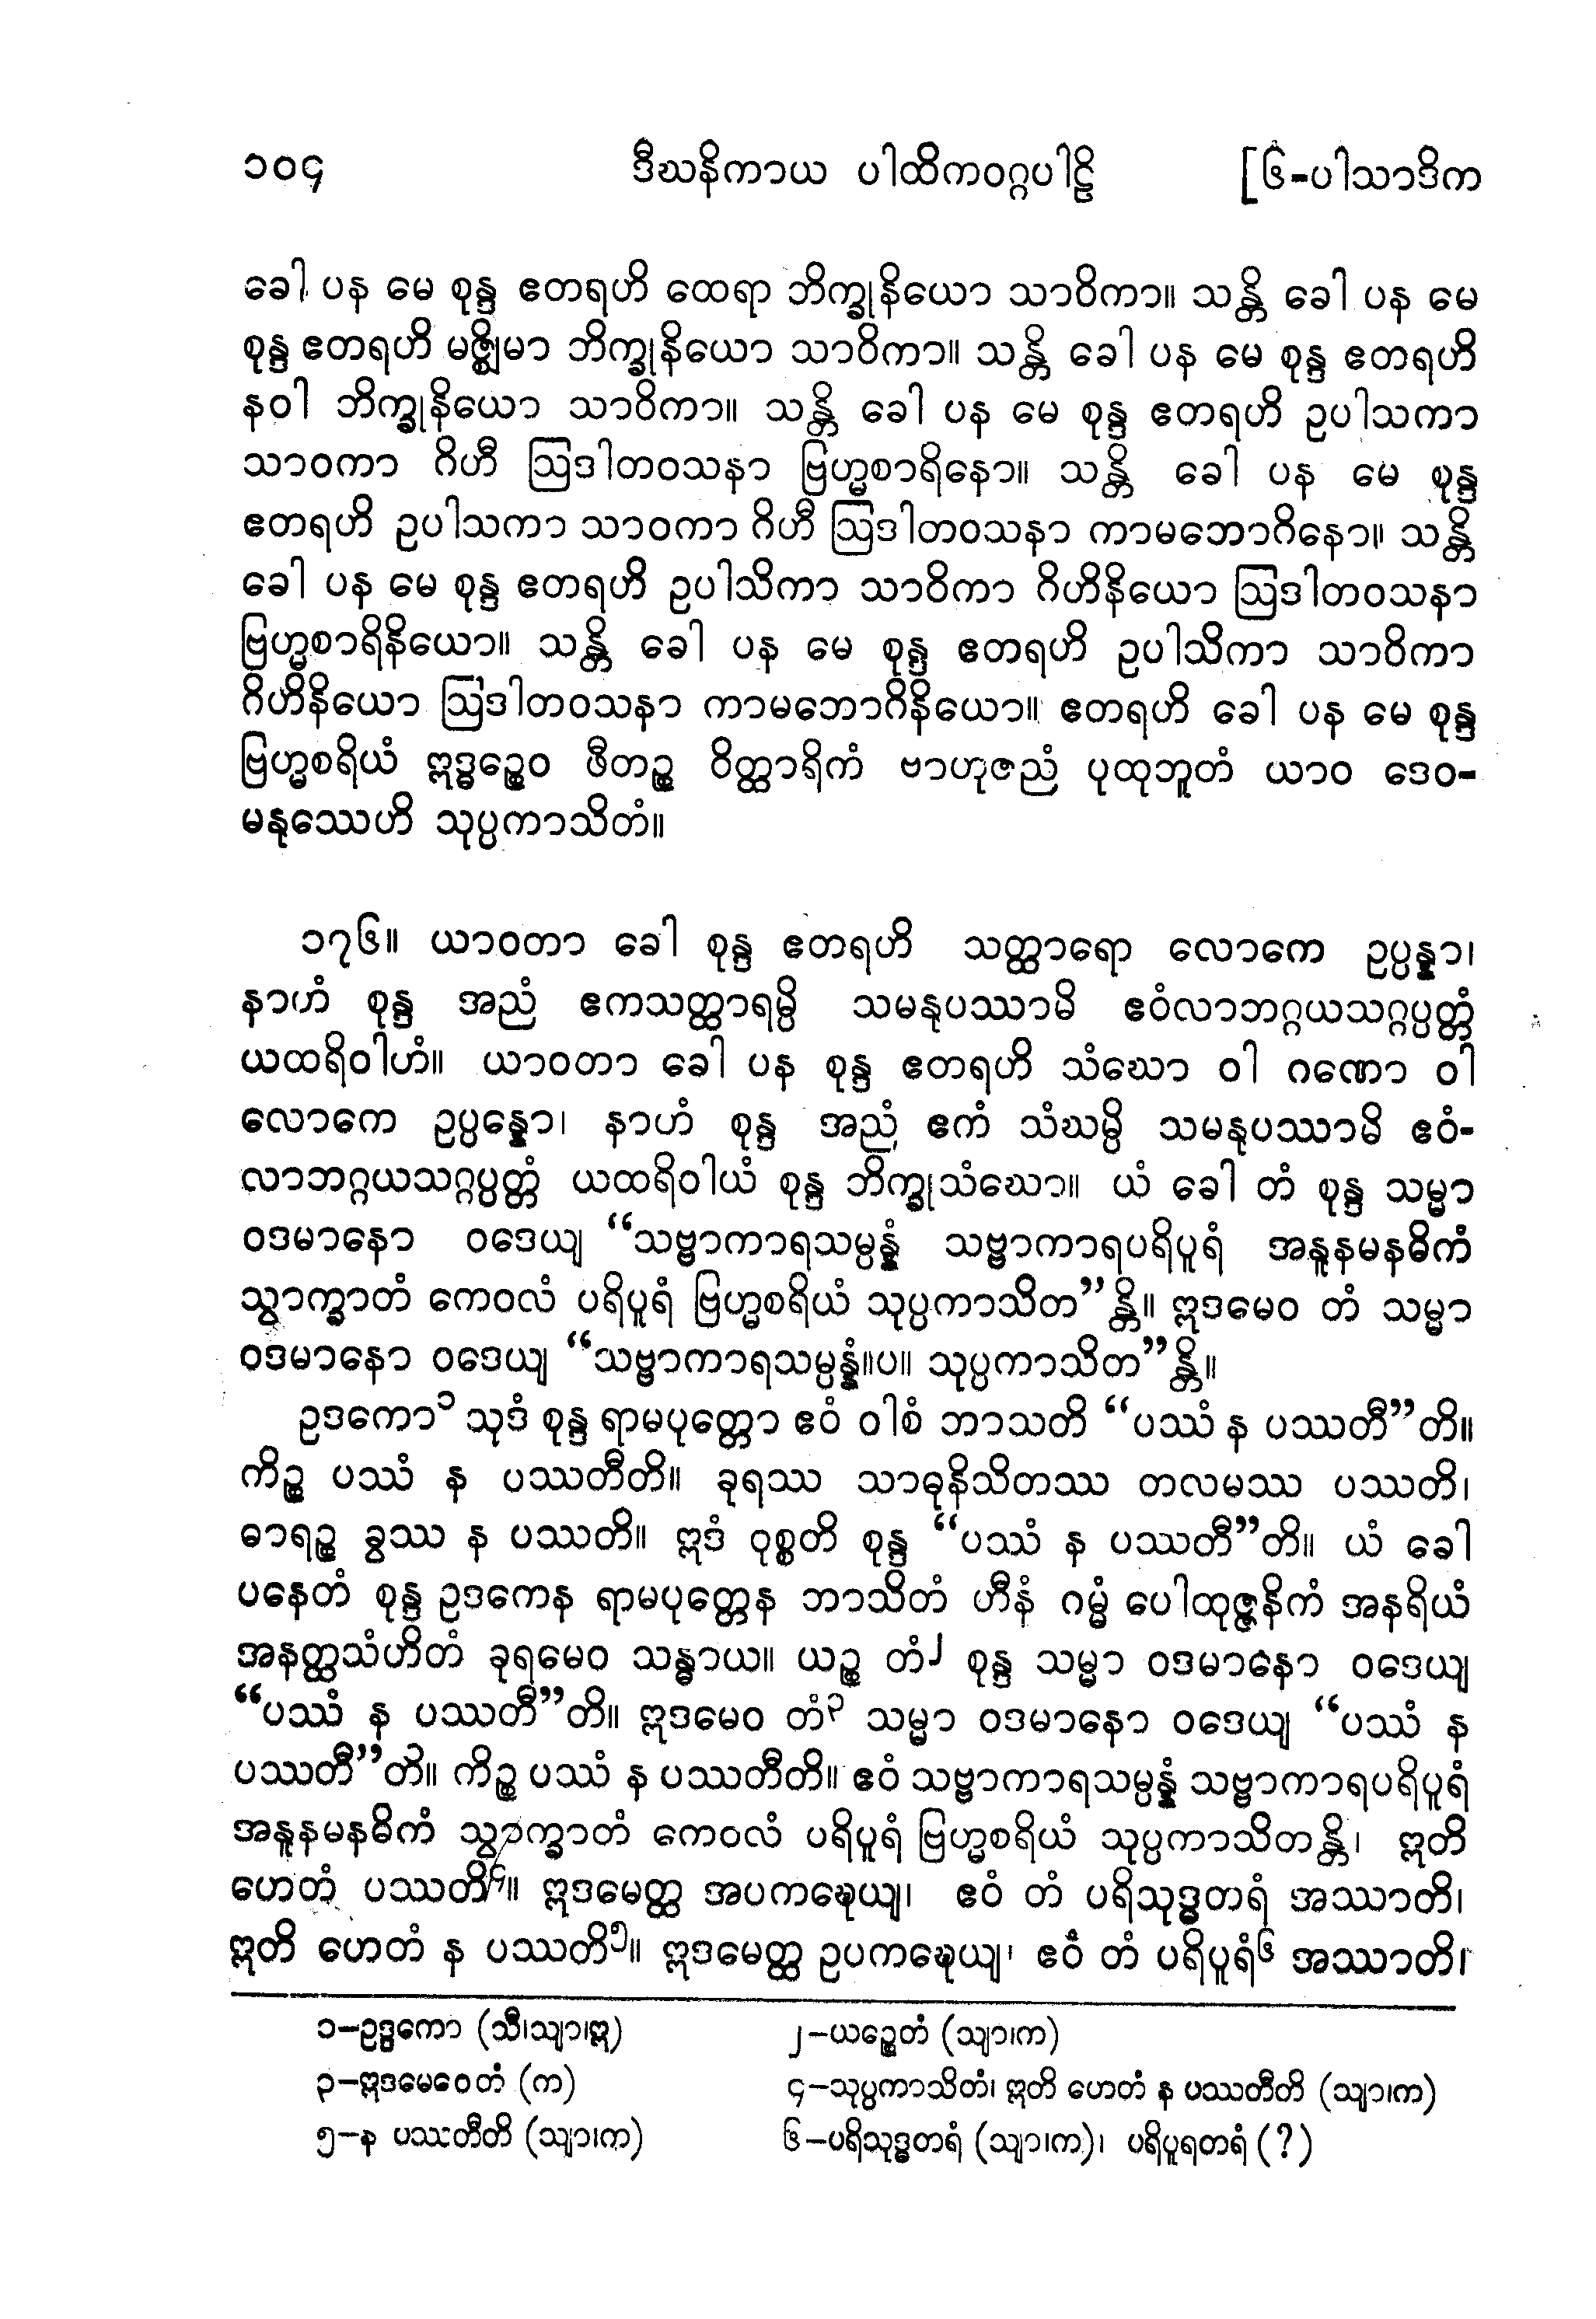 ၁၀၄ ဒီဃနိကာယ ပါထိကဝဂ္ဂပါဠိ [၆-ပါသာဒိက
ခေါ ပန မေ စုန္ဒ ဧတရဟိ ထေရာ ဘိက္ခုနိယော သာဝိကာ။ သန္တိ ခေါ ပန မေ
စုန္ဒ ဧတရဟိ မဇ္ဈိမာ ဘိက္ခုနိယော သာဝိကာ။ သန္တိ ခေါ ပန မေ စုန္ဒ ဧတရဟိ
နဝါ ဘိက္ခုနိယော သာဝိကာ။ သန္တိ ခေါ ပန မေ စုန္ဒ ဧတရဟိ ဥပါသကာ
သာဝကာ ဂိဟီ ဩဒါတဝသနာ ဗြဟ္မစာရိနော။ သန္တိ ခေါ ပန မေ စုန္ဒ
ဧတရဟိ ဥပါသကာ သာဝကာ ဂိဟီ ဩဒါတဝသနာ ကာမဘောဂိနော။ သန္တိ
ခေါ ပန မေ စုန္ဒ ဧတရဟိ ဥပါသိကာ သာဝိကာ ဂိဟိနိယော ဩဒါတဝသနာ
ဗြဟ္မစာရိနိယော။ သန္တိ ခေါ ပန မေ စုန္ဒ ဧတရဟိ ဥပါသိကာ သာဝိကာ
ဂိဟိနိယော ဩဒါတဝသနာ ကာမဘောဂိနိယော။ ဧတရဟိ ခေါ ပန မေ စုန္ဒ
ဗြဟ္မစရိယံ ဣဒ္ဓဉ္စေဝ ဖီတဉ္စ ဝိတ္ထာရိကံ ဗာဟုဇညံ ပုထုဘူတံ ယာဝ ဒေဝ-
မနုဿေဟိ သုပ္ပကာသိတံ။
၁၇၆။ ယာဝတာ ခေါ စုန္ဒ ဧတရဟိ သတ္ထာရော လောကေ ဥပ္ပန္နာ၊
နာဟံ စုန္ဒ အညံ ဧကသတ္ထာရမ္ပိ သမနုပဿာမိ ဧဝံလာဘဂ္ဂယသဂ္ဂပ္ပတ္တံ
ယထရိဝါဟံ။ ယာဝတာ ခေါ ပန စုန္ဒ ဧတရဟိ သံဃော ဝါ ဂဏော ဝါ
လောကေ ဥပ္ပန္နော၊ နာဟံ စုန္ဒ အညံ ဧကံ သံဃမ္ပိ သမနုပဿာမိ ဧဝံ-
လာဘဂ္ဂယသဂ္ဂပ္ပတ္တံ ယထရိဝါယံ စုန္ဒ ဘိက္ခုသံဃော။ ယံ ခေါ တံ စုန္ဒ သမ္မာ
ဝဒမာနော ဝဒေယျ “သဗ္ဗာကာရသမ္ပန္နံ သဗ္ဗာကာရပရိပူရံ အနူနမနဓိကံ
သွာက္ခာတံ ကေဝလံ ပရိပူရံ ဗြဟ္မစရိယံ သုပ္ပကာသိတ”န္တိ။ ဣဒမေဝ တံ သမ္မာ
ဝဒမာနော ဝဒေယျ “သဗ္ဗာကာရသမ္ပန္နံ။ပ။ သုပ္ပကာသိတ”န္တိ။
ဥဒကော၁ သုဒံ စုန္ဒ ရာမပုတ္တော ဧဝံ ဝါစံ ဘာသတိ “ပဿံ န ပဿတီ”တိ။
ကိဉ္စ ပဿံ န ပဿတီတိ။ ခုရဿ သာဓုနိသိတဿ တလမဿ ပဿတိ၊
ဓာရဉ္စ ခွဿ န ပဿတိ။ ဣဒံ ဝုစ္စတိ စုန္ဒ “ပဿံ န ပဿတီ”တိ။ ယံ ခေါ
ပနေတံ စုန္ဒ ဥဒကေန ရာမပုတ္တေန ဘာသိတံ ဟီနံ ဂမ္မံ ပေါထုဇ္ဇနိကံ အနရိယံ
အနတ္ထသံဟိတံ ခုရမေဝ သန္ဓာယ။ ယဉ္စ တံ၂ စုန္ဒ သမ္မာ ဝဒမာနော ဝဒေယျ
“ပဿံ န ပဿတီ”တိ။ ဣဒမေဝ တံ၃ သမ္မာ ဝဒမာနော ဝဒေယျ “ပဿံ န
ပဿတီ”တိ။ ကိဉ္စ ပဿံ န ပဿတီတိ။ ဧဝံ သဗ္ဗာကာရသမ္ပန္နံ သဗ္ဗာကာရပရိပူရံ
အနူနမနဓိကံ သွာက္ခာတံ ကေဝလံ ပရိပူရံ ဗြဟ္မစရိယံ သုပ္ပကာသိတန္တိ၊ ဣတိ
ဟေတံ ပဿတိ၄။ ဣဒမေတ္ထ အပကဍ္ဎေယျ၊ ဧဝံ တံ ပရိသုဒ္ဓတရံ အဿာတိ၊
ဣတိ ဟေတံ န ပဿတိ၅။ ဣဒမေတ္ထ ဥပကဍ္ဎေယျ၊ ဧဝံ တံ ပရိပူရံ၆ အဿာတိ၊
၁–ဥဒ္ဒကော (သီ၊သျာ၊ဣ) ၂–ယဉ္စေတံ (သျာ၊က)
၃–ဣဒမေဝေတံ (က) ၄–သုပ္ပကာသိတံ၊ ဣတိ ဟေတံ န ပဿတီတိ (သျာ၊က)
၅–န ပဿတီတိ (သျာ၊က) ၆–ပရိသုဒ္ဓတရံ (သျာ၊က)၊ ပရိပူရတရံ (?)